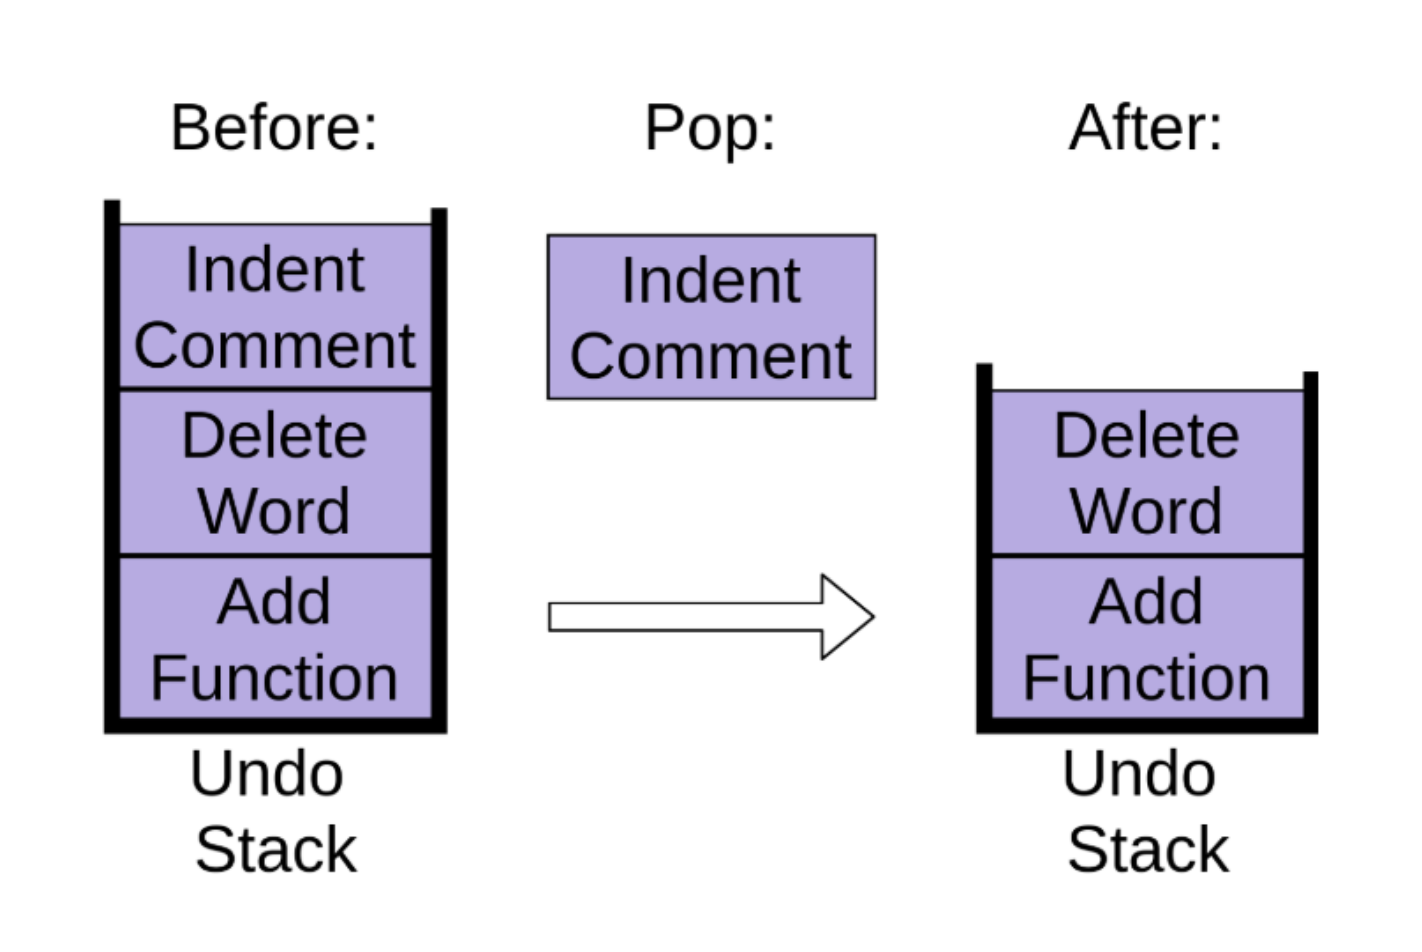 Before:
Pop:
After:
Indent
Comment
Delete
Word
Add
Function
Undo
Stack
Indent
Comment
Delete
Word
Add
Function
Undo
Stack